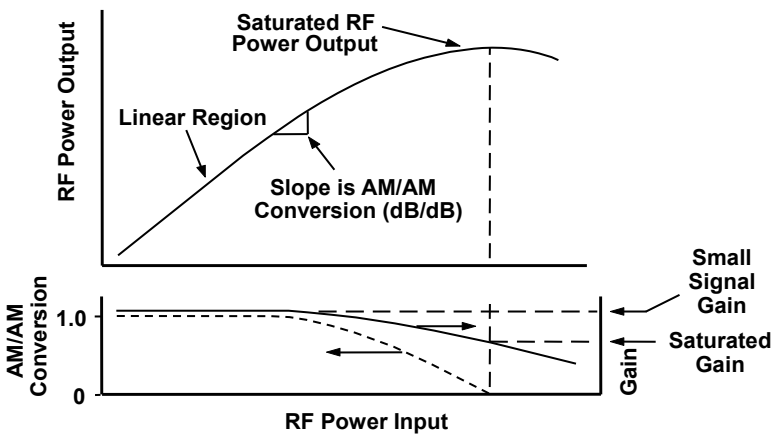 Saturated RF
Power Output
RF Power Output
Linear Region
Slope is AM/AM
Conversion (dB/dB)
Small
Signal
Gain
AM/AM
Conversion
1.0
0
Saturated
Gain
Gain
RF Power Input